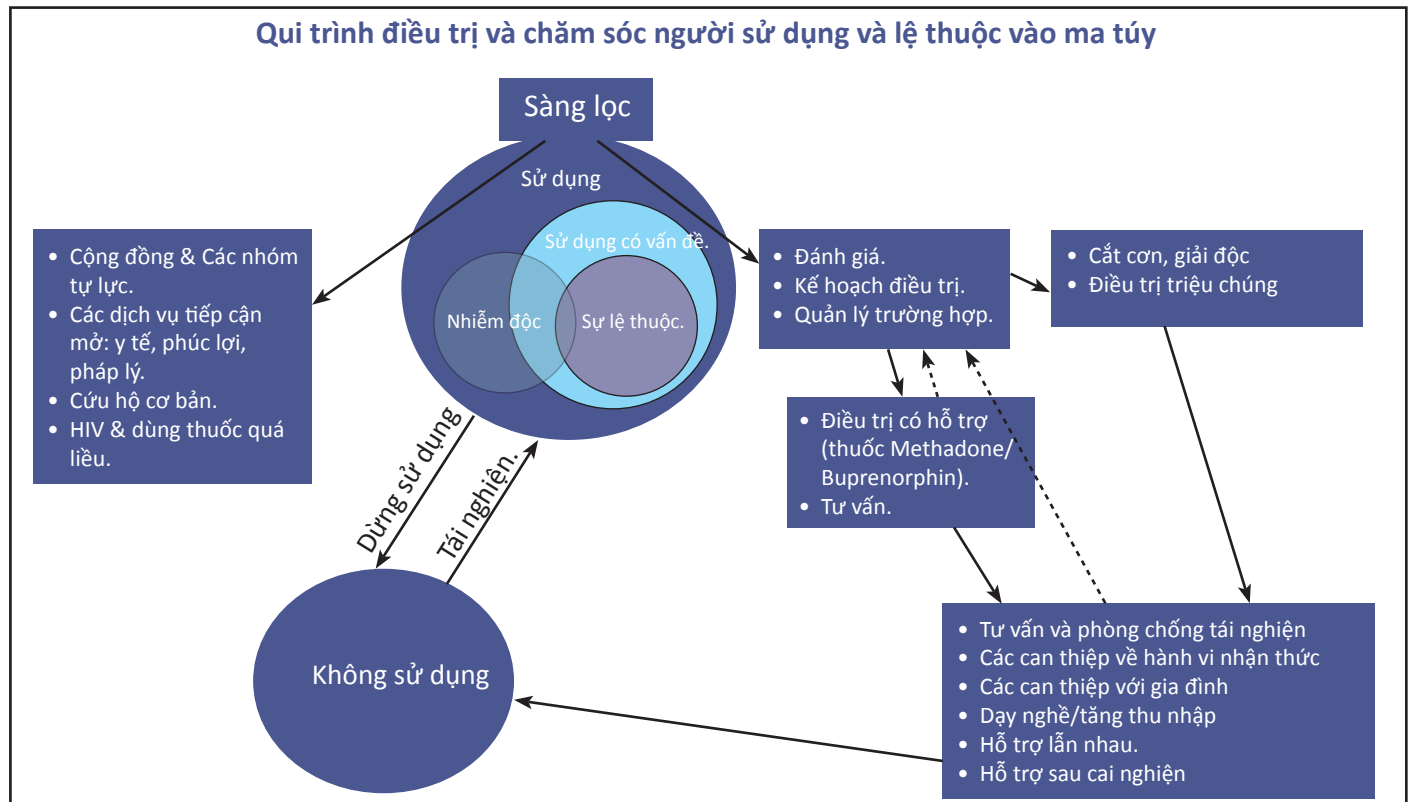 Qui trình điều trị và chăm sóc người sử dụng và lệ thuộc vào ma túy
Sàng lọc
Sử dụng
Sử dụng có vấn đề.
Nhiễm độc
Sự lệ thuộc.
• Cộng đồng & Các nhóm
tự lực.
• Các dịch vụ tiếp cận
mở: y tế, phúc lợi,
pháp lý.
• Cứu hộ cơ bản.
• HIV & dùng thuốc quá
liều.
• Đánh giá.
• Kế hoạch điều trị.
• Quản lý trường hợp.
• Cắt cơn, giải độc
• Điều trị triệu chúng
• Điều trị có hỗ trợ
(thuốc Methadone/
Buprenorphin).
• Tư vấn.
Dừng sử dụng
Tái nghiện.
Không sử dụng
• Tư vấn và phòng chống tái nghiện
• Các can thiệp về hành vi nhận thức
• Các can thiệp với gia đình
• Dạy nghề/tăng thu nhập
• Hỗ trợ lẫn nhau.
• Hỗ trợ sau cai nghiện